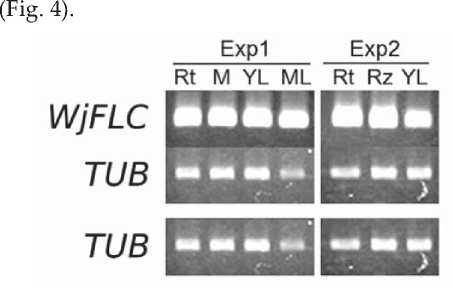 (Fig. 4).
Exp1 Exp2
Rt M YL ML Rt Rz YL
WjFLC
TUB
TUB